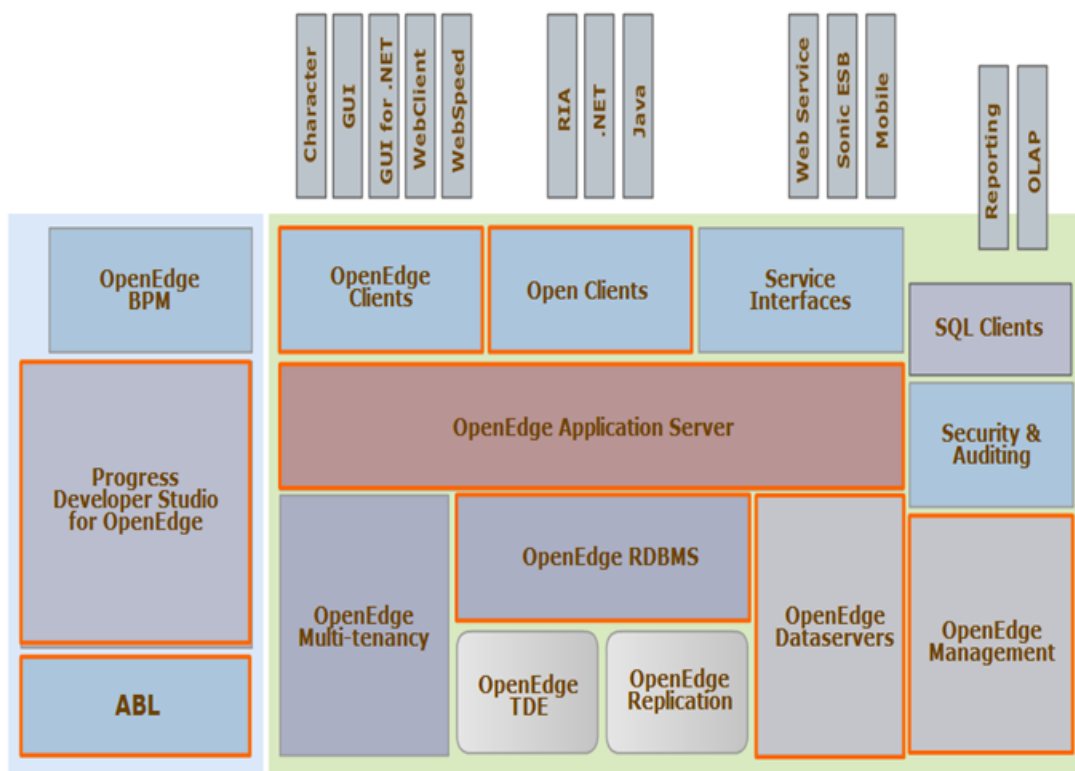 Character
GUI
GUI for .NET
WebClient
WebSpeed
RIA
.NET
Java
Web Service
Sonic ESB
Mobile
Reporting
OLAP
OpenEdge
BPM
OpenEdge
Clients
Open Clients
Service
Interfaces
SQL Clients
Progress
Developer Studio
for OpenEdge
OpenEdge Application Server
Security &
Auditing
OpenEdge
Multi-tenancy
OpenEdge RDBMS
OpenEdge
Dataservers
OpenEdge
Management
OpenEdge
TDE
OpenEdge
Replication
ABL